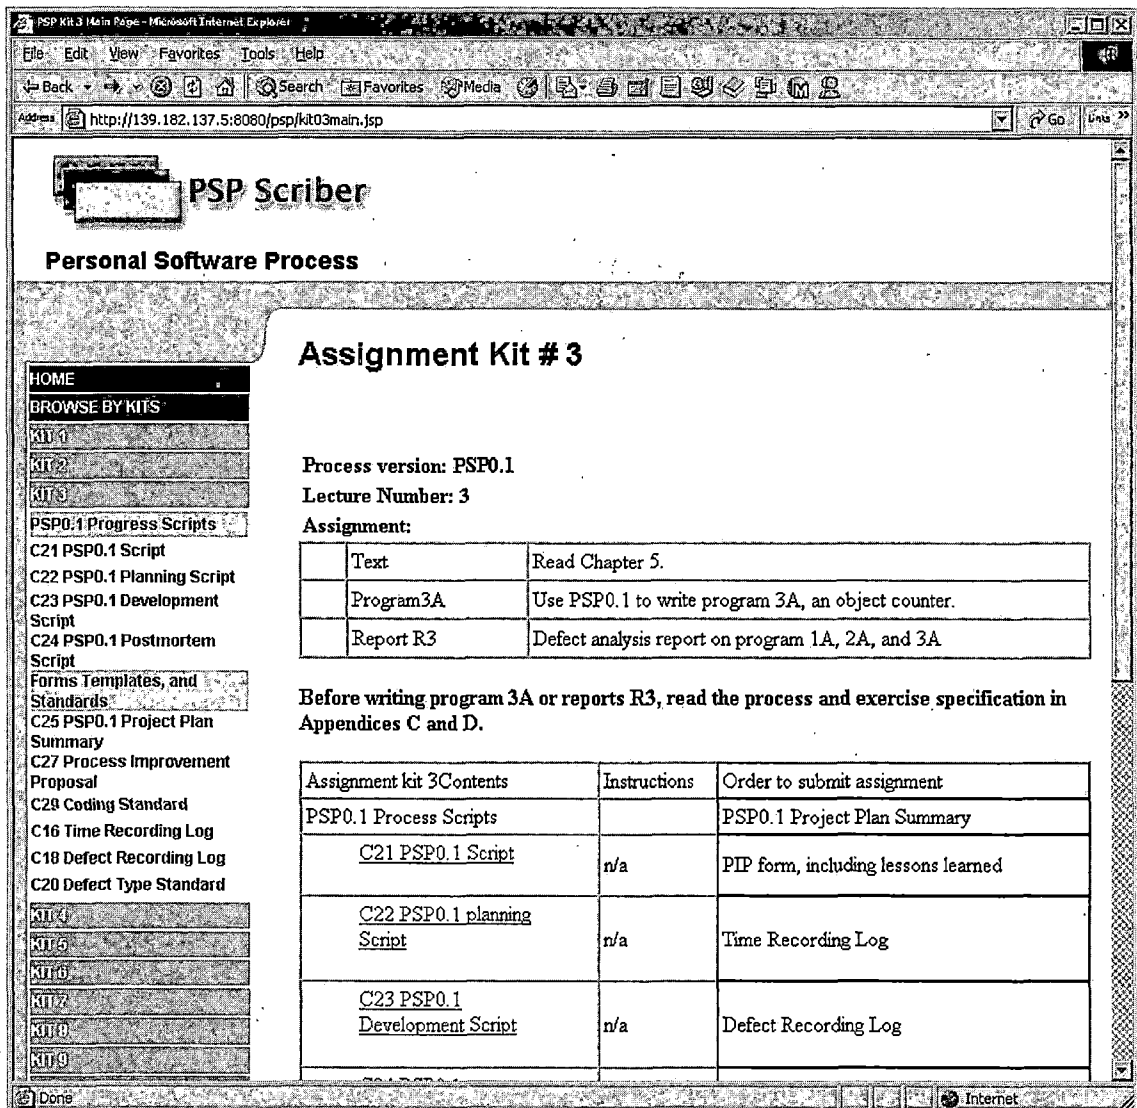 PSP Kit 3 Main Page - Microsoft Internet Explorer
File Edit View Favorites Tools Help
Back Search Favorites Media
Address http://139.182.137.5:8080/psp/kit03main.jsp Go Links »
PSP Scriber
Personal Software Process
Assignment Kit # 3
HOME
BROWSE BY KITS
KIT 1
KIT 2
KIT 3
PSP0.1 Progress Scripts
C21 PSP0.1 Script
C22 PSP0.1 Planning Script
C23 PSP0.1 Development
Script
C24 PSP0.1 Postmortem
Script
Forms Templates, and
Standards
C25 PSP0.1 Project Plan
Summary
C27 Process Improvement
Proposal
C29 Coding Standard
C16 Time Recording Log
C18 Defect Recording Log
C20 Defect Type Standard
KIT 4
KIT 5
KIT 6
KIT 7
KIT 8
KIT 9
Process version: PSP0.1
Lecture Number: 3
Assignment:
Text Read Chapter 5.
Program3A Use PSP0.1 to write program 3A, an object counter.
Report R3 Defect analysis report on program 1A, 2A, and 3A
Before writing program 3A or reports R3, read the process and exercise specification in
Appendices C and D.
Assignment kit 3Contents Instructions Order to submit assignment
PSP0.1 Process Scripts PSP0.1 Project Plan Summary
C21 PSP0.1 Script n/a PIP form, including lessons learned
C22 PSP0.1 planning
Script n/a Time Recording Log
C23 PSP0.1
Development Script n/a Defect Recording Log
Done Internet